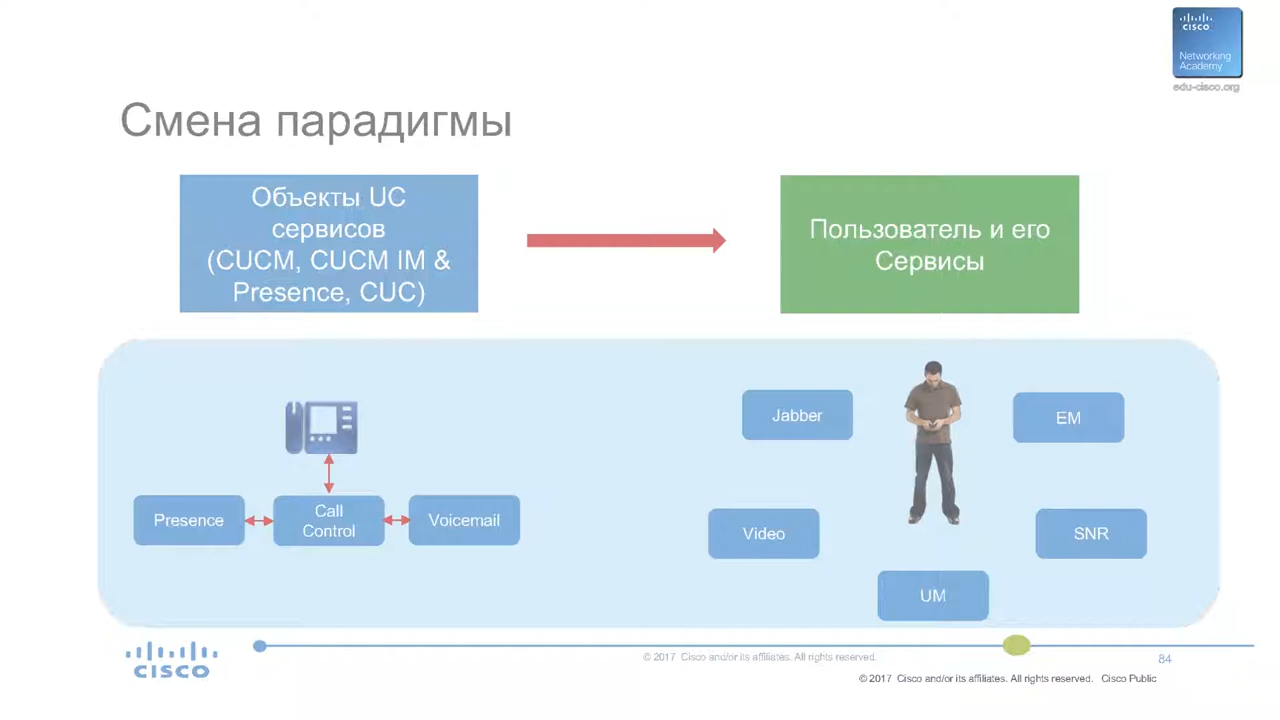 CISCO
Networking
Academy
edu-cisco.org
Смена парадигмы
Объекты UC
сервисов
(CUCM, CUCM IM &
Presence, CUC)
Пользователь и его
Сервисы
Jabber
EM
Presence
Call
Control
Voicemail
Video
SNR
UM
CISCO
© 2017 Cisco and/or its affiliates. All rights reserved.
84
© 2017 Cisco and/or its affiliates. All rights reserved. Cisco Public